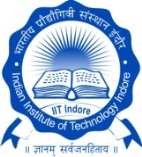 भारतीय प्रौद्योगिकी संस्थान इंदौर
IIT Indore
Indian Institute of Technology Indore
॥ ज्ञानम् सर्वजनहिताय ॥